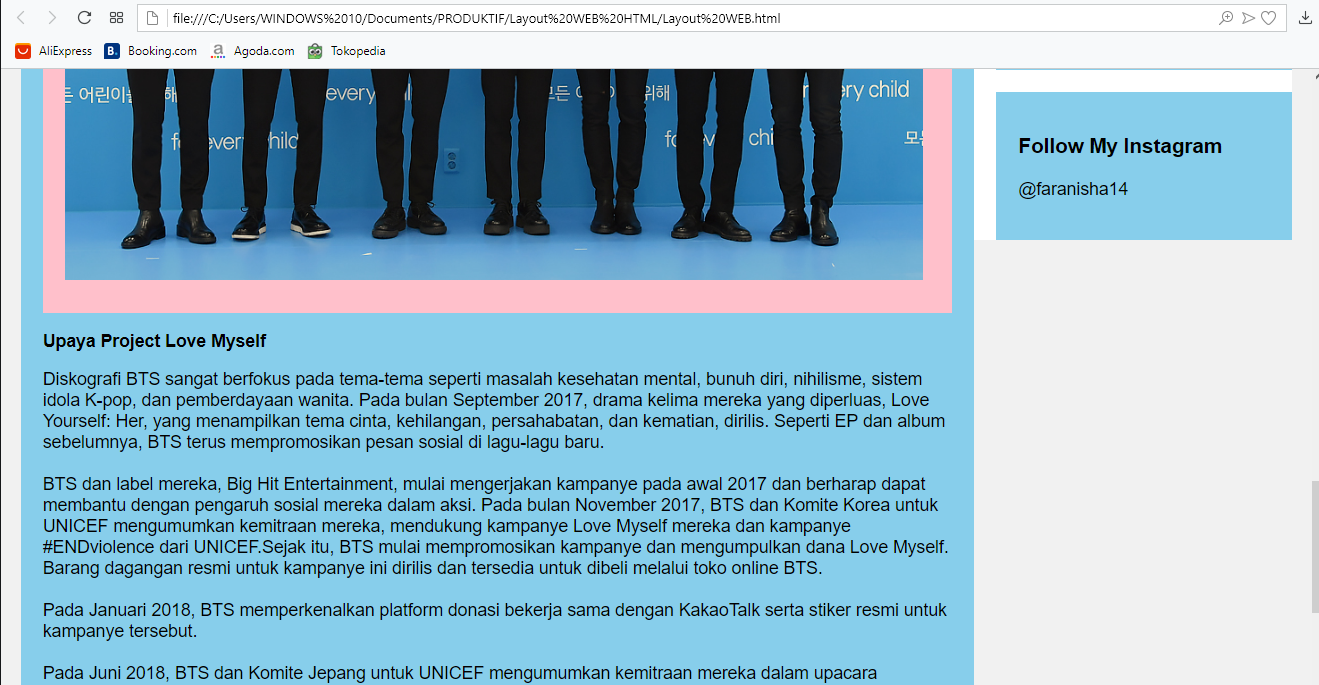 file:///C:/Users/WINDOWS%2010/Documents/PRODUKTIF/Layout%20WEB%20HTML/Layout%20WEB.html
AliExpress
B.
Booking.com
a
Agoda.com
Tokopedia
든 어린이를 위해
every
모든
위해
every child
for every child
for every chi
모든
Follow My Instagram
@faranisha14
Upaya Project Love Myself
Diskografi BTS sangat berfokus pada tema-tema seperti masalah kesehatan mental, bunuh diri, nihilisme, sistem
idola K-pop, dan pemberdayaan wanita. Pada bulan September 2017, drama kelima mereka yang diperluas, Love
Yourself: Her, yang menampilkan tema cinta, kehilangan, persahabatan, dan kematian, dirilis. Seperti EP dan album
sebelumnya, BTS terus mempromosikan pesan sosial di lagu-lagu baru.
BTS dan label mereka, Big Hit Entertainment, mulai mengerjakan kampanye pada awal 2017 dan berharap dapat
membantu dengan pengaruh sosial mereka dalam aksi. Pada bulan November 2017, BTS dan Komite Korea untuk
UNICEF mengumumkan kemitraan mereka, mendukung kampanye Love Myself mereka dan kampanye
#ENDviolence dari UNICEF.Sejak itu, BTS mulai mempromosikan kampanye dan mengumpulkan dana Love Myself.
Barang dagangan resmi untuk kampanye ini dirilis dan tersedia untuk dibeli melalui toko online BTS.
Pada Januari 2018, BTS memperkenalkan platform donasi bekerja sama dengan KakaoTalk serta stiker resmi untuk
kampanye tersebut.
Pada Juni 2018, BTS dan Komite Jepang untuk UNICEF mengumumkan kemitraan mereka dalam upacara